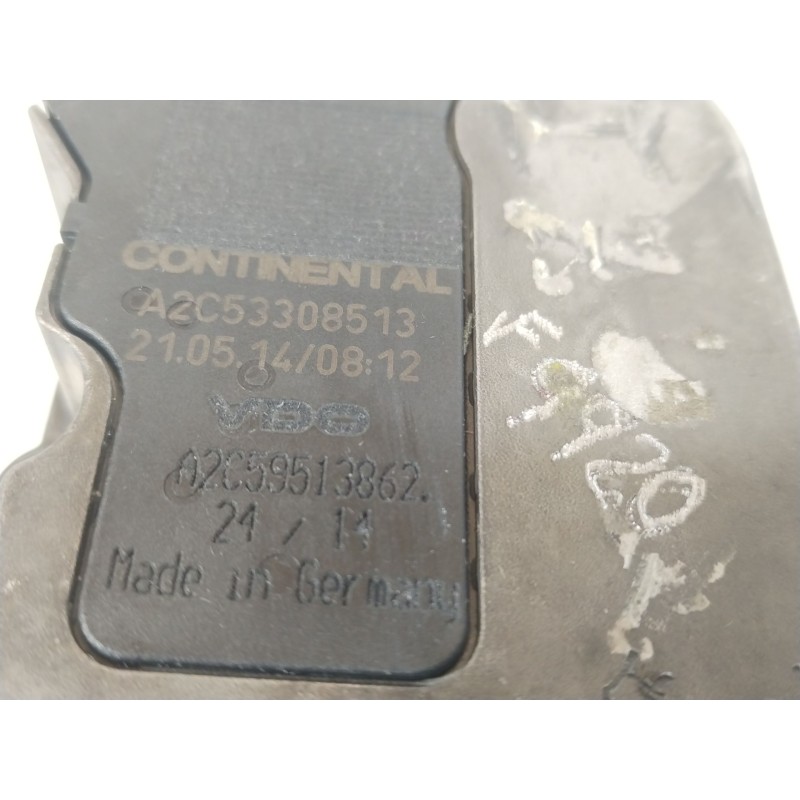 CONTINENTAL
A2C53308513
21.05.14/08:12
VDO
A2C59513862.
24 / 14
Made in Germany